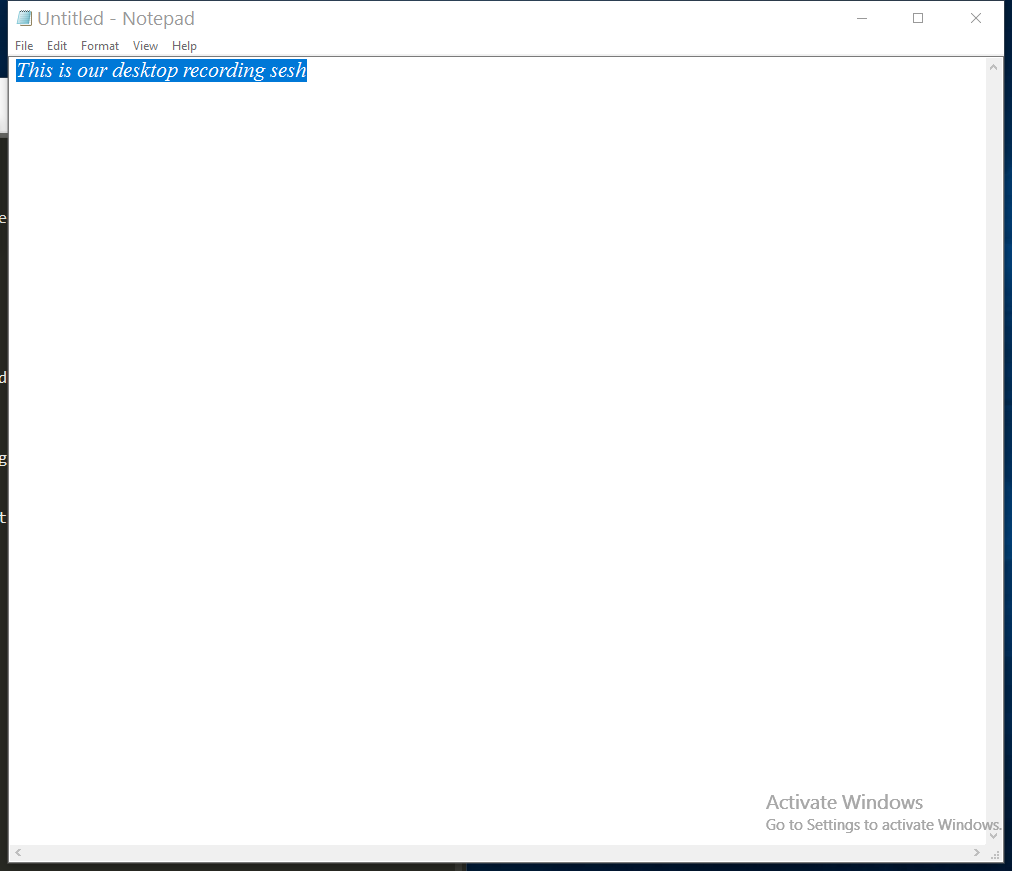 Untitled - Notepad
File Edit Format View Help
This is our desktop recording sesh
e
d
g
t
Activate Windows
Go to Settings to activate Windows.